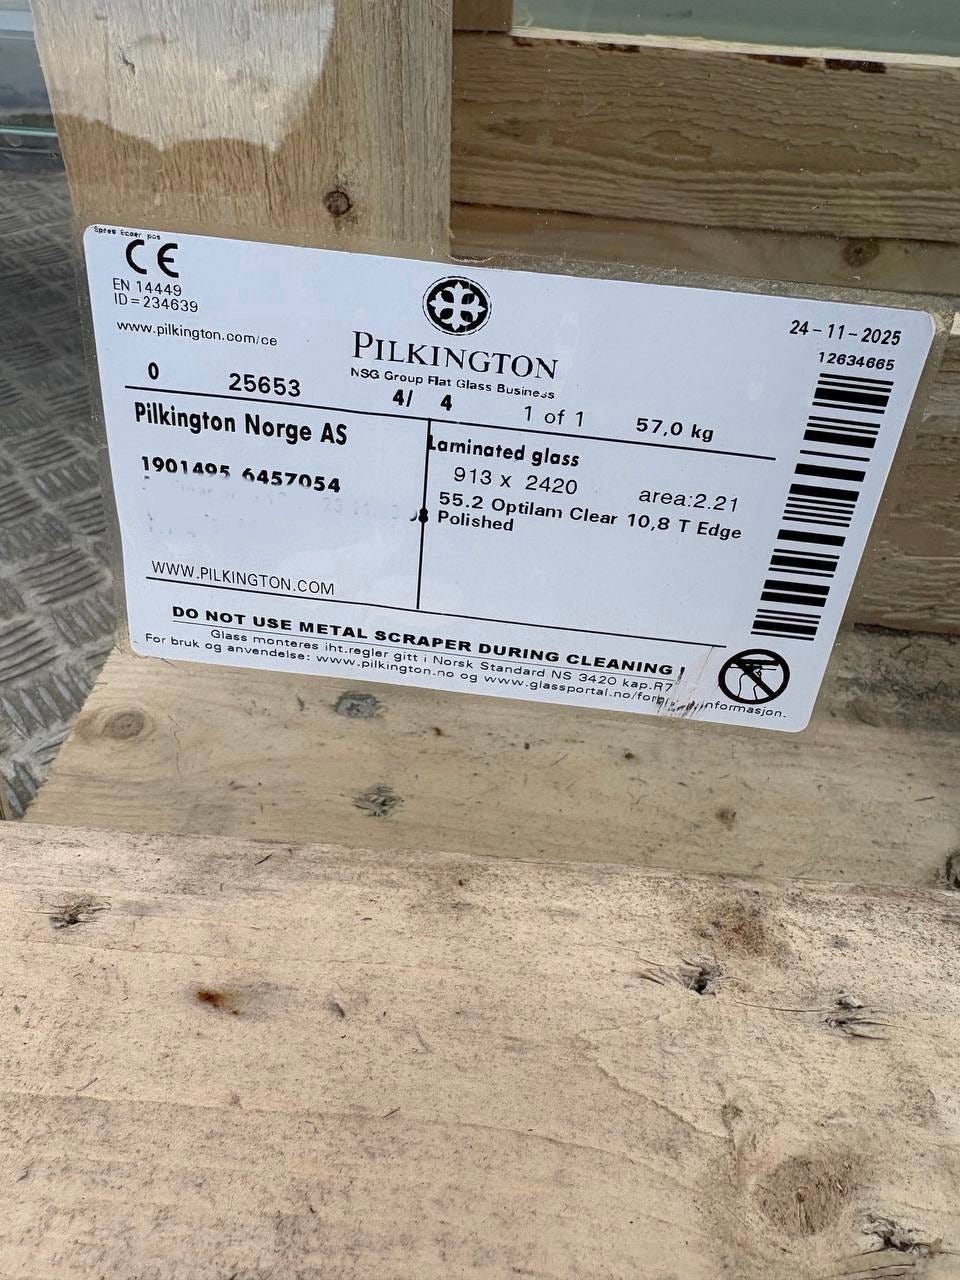 CE
EN 14449
ID=234639
www.pilkington.com/ce
PILKINGTON
NSG Group Flat Glass Business
24-11-2025
12634665
0 25653 4/ 4 1 of 1 57,0 kg
Pilkington Norge AS
1901495 6457054
WWW.PILKINGTON.COM
Laminated glass
913 x 2420 area:2.21
55.2 Optilam Clear 10,8 T Edge
Polished
DO NOT USE METAL SCRAPER DURING CLEANING !
Glass monteres iht.regler gitt i Norsk Standard NS 3420 kap.R7
For bruk og anvendelse: www.pilkington.no og www.glassportal.no/for informasjon.